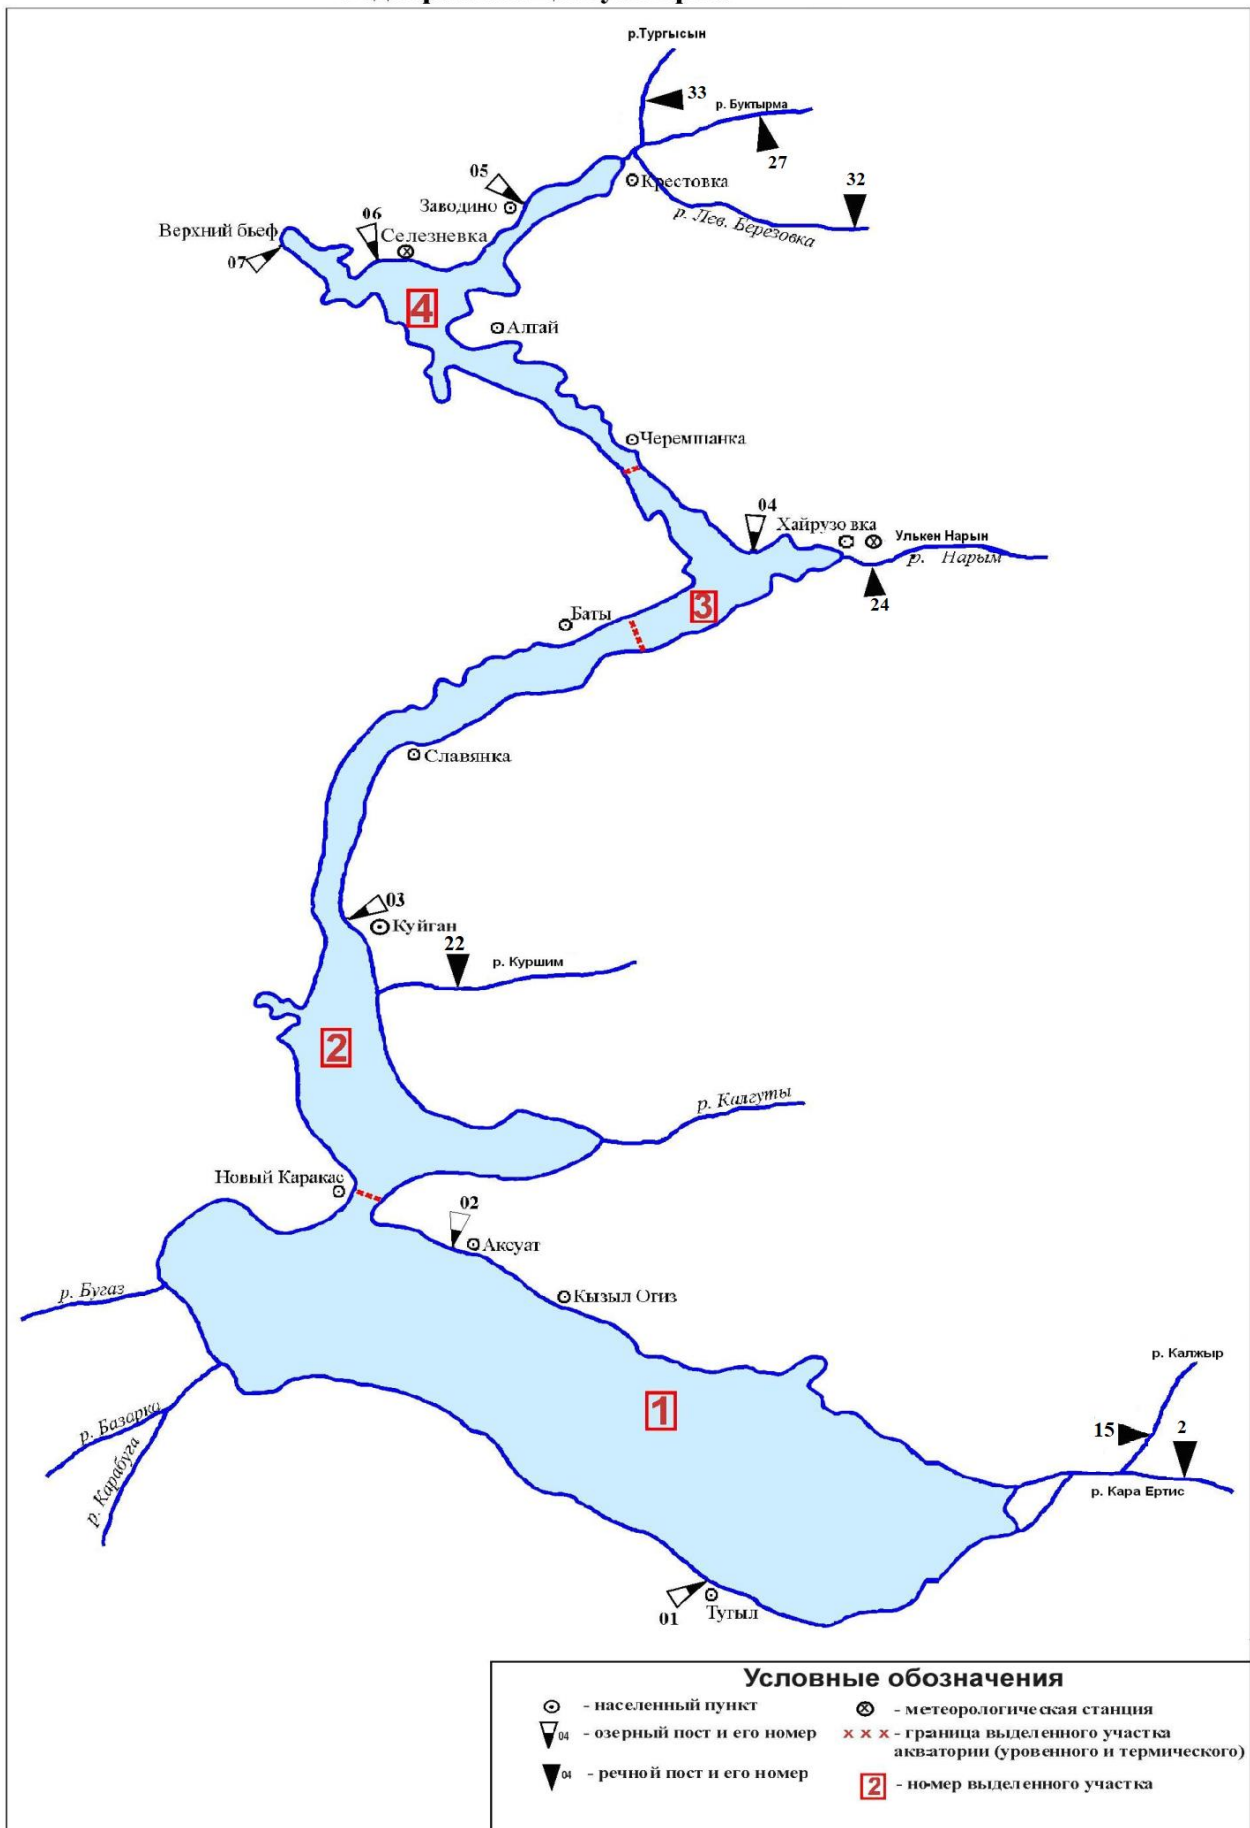 р.Тургысын
33
р. Буктырма
27
05
Крестовка
32
Заводино
р. Лев. Березовка
06
Верхний бьеф
Селезневка
07
4
Алтай
Черемшанка
04
Хайрузо вка
Улькен Нарын
р. Нарым
24
3
Баты
Славянка
03
Куйган
22
р. Куршим
2
р. Калгуты
Новый Каракас
02
Аксуат
р. Бугаз
Кызыл Огиз
р. Калжыр
1
р. Базарка
15
2
р. Карабуга
р. Кара Ертис
01
Тугыл
Условные обозначения
- населенный пункт
- метеорологическая станция
04 - озерный пост и его номер
х х х - граница выделенного участка
акватории (уровенного и термического)
04 - речной пост и его номер
2 - номер выделенного участка